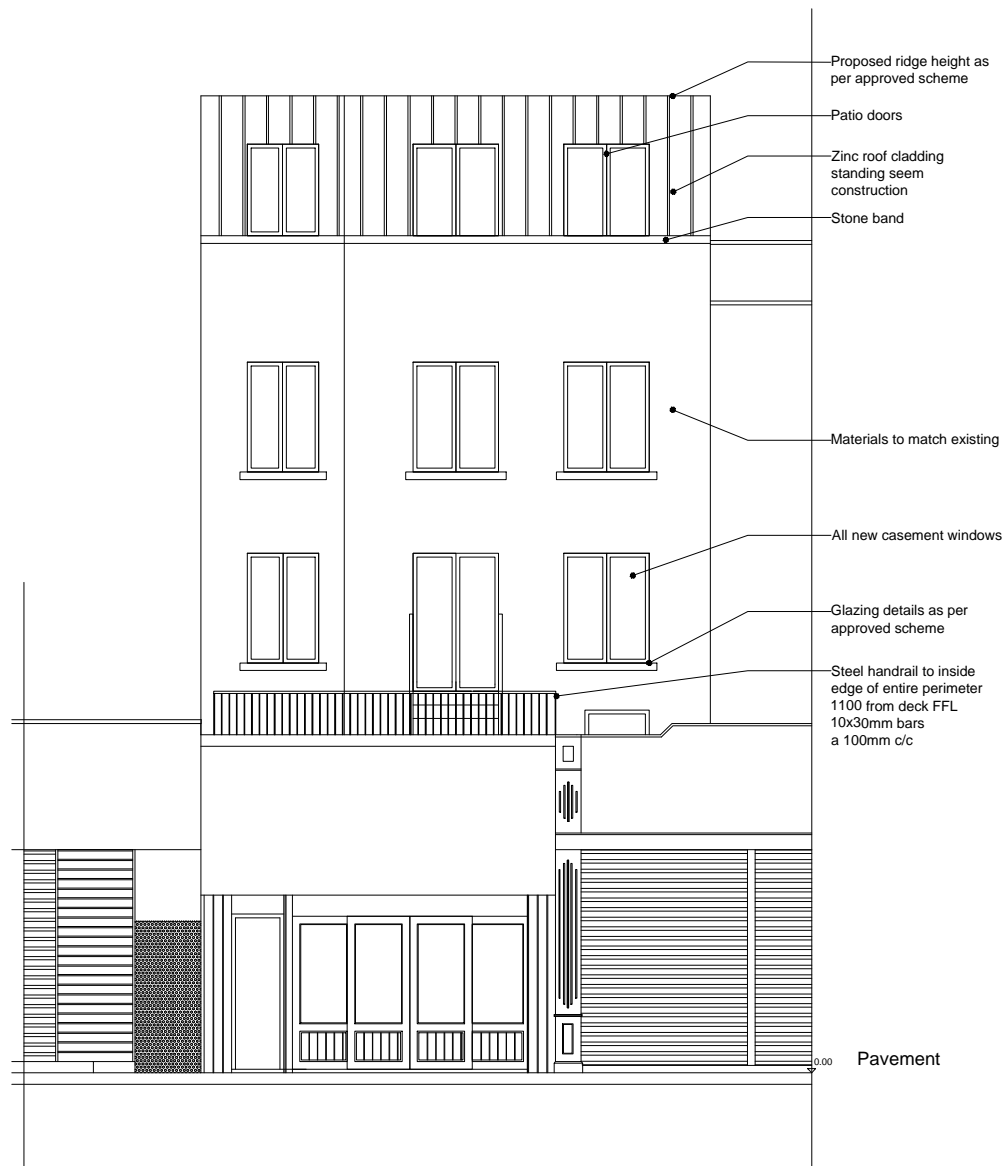 Proposed ridge height as
per approved scheme
Patio doors
Zinc roof cladding
standing seem
construction
Stone band
Materials to match existing
All new casement windows
Glazing details as per
approved scheme
Steel handrail to inside
edge of entire perimeter
1100 from deck FFL
10x30mm bars
a 100mm c/c
0.00
Pavement